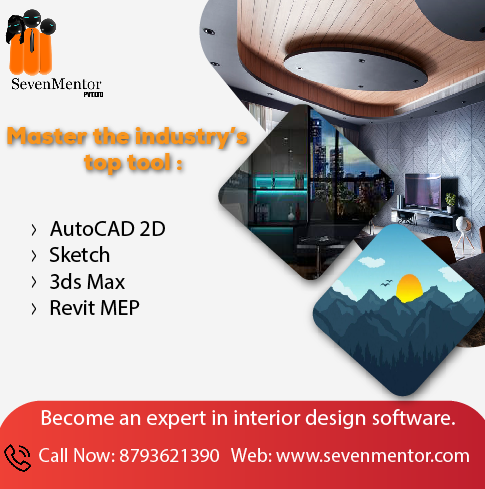 SevenMentor
Master the industry's
top tool :
› AutoCAD 2D
› Sketch
› 3ds Max
› Revit MEP
Become an expert in interior design software.
Call Now: 8793621390 Web: www.sevenmentor.com